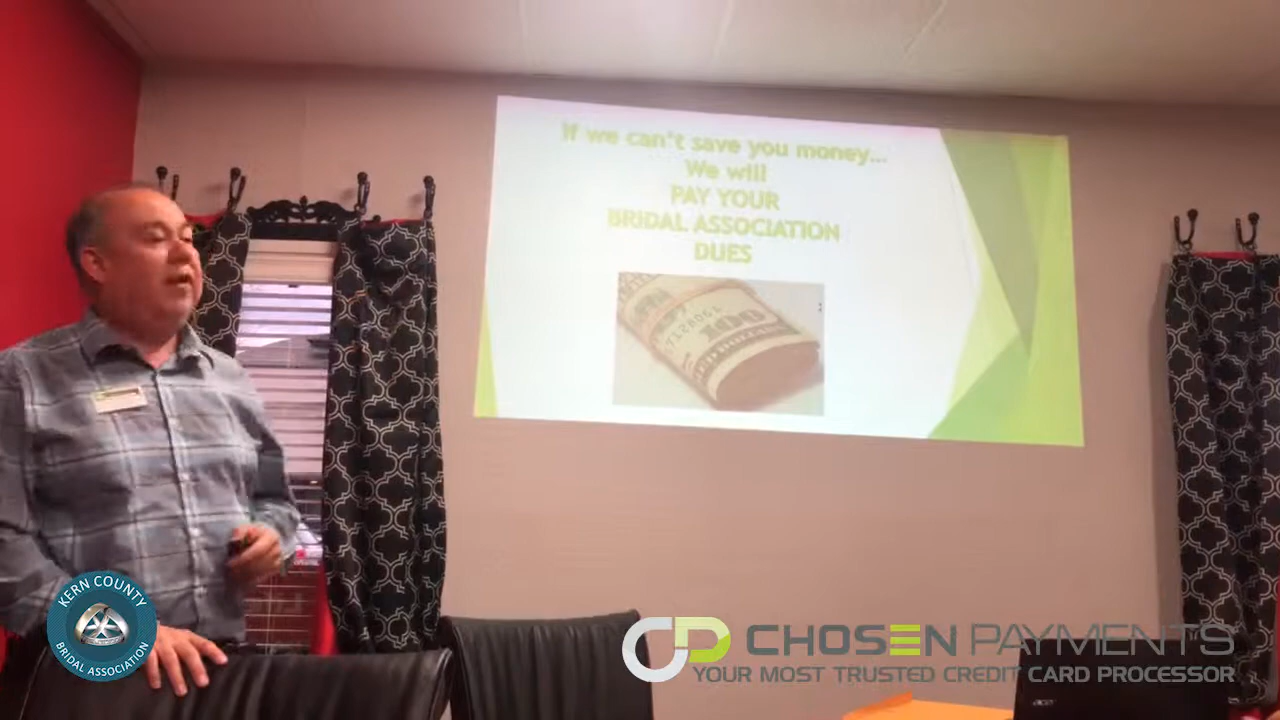 If we can't save you money...
We will
PAY YOUR
BRIDAL ASSOCIATION
DUES
100
KERN COUNTY
BRIDAL ASSOCIATION
CHOSEN PAYMENTS
YOUR MOST TRUSTED CREDIT CARD PROCESSOR
acer